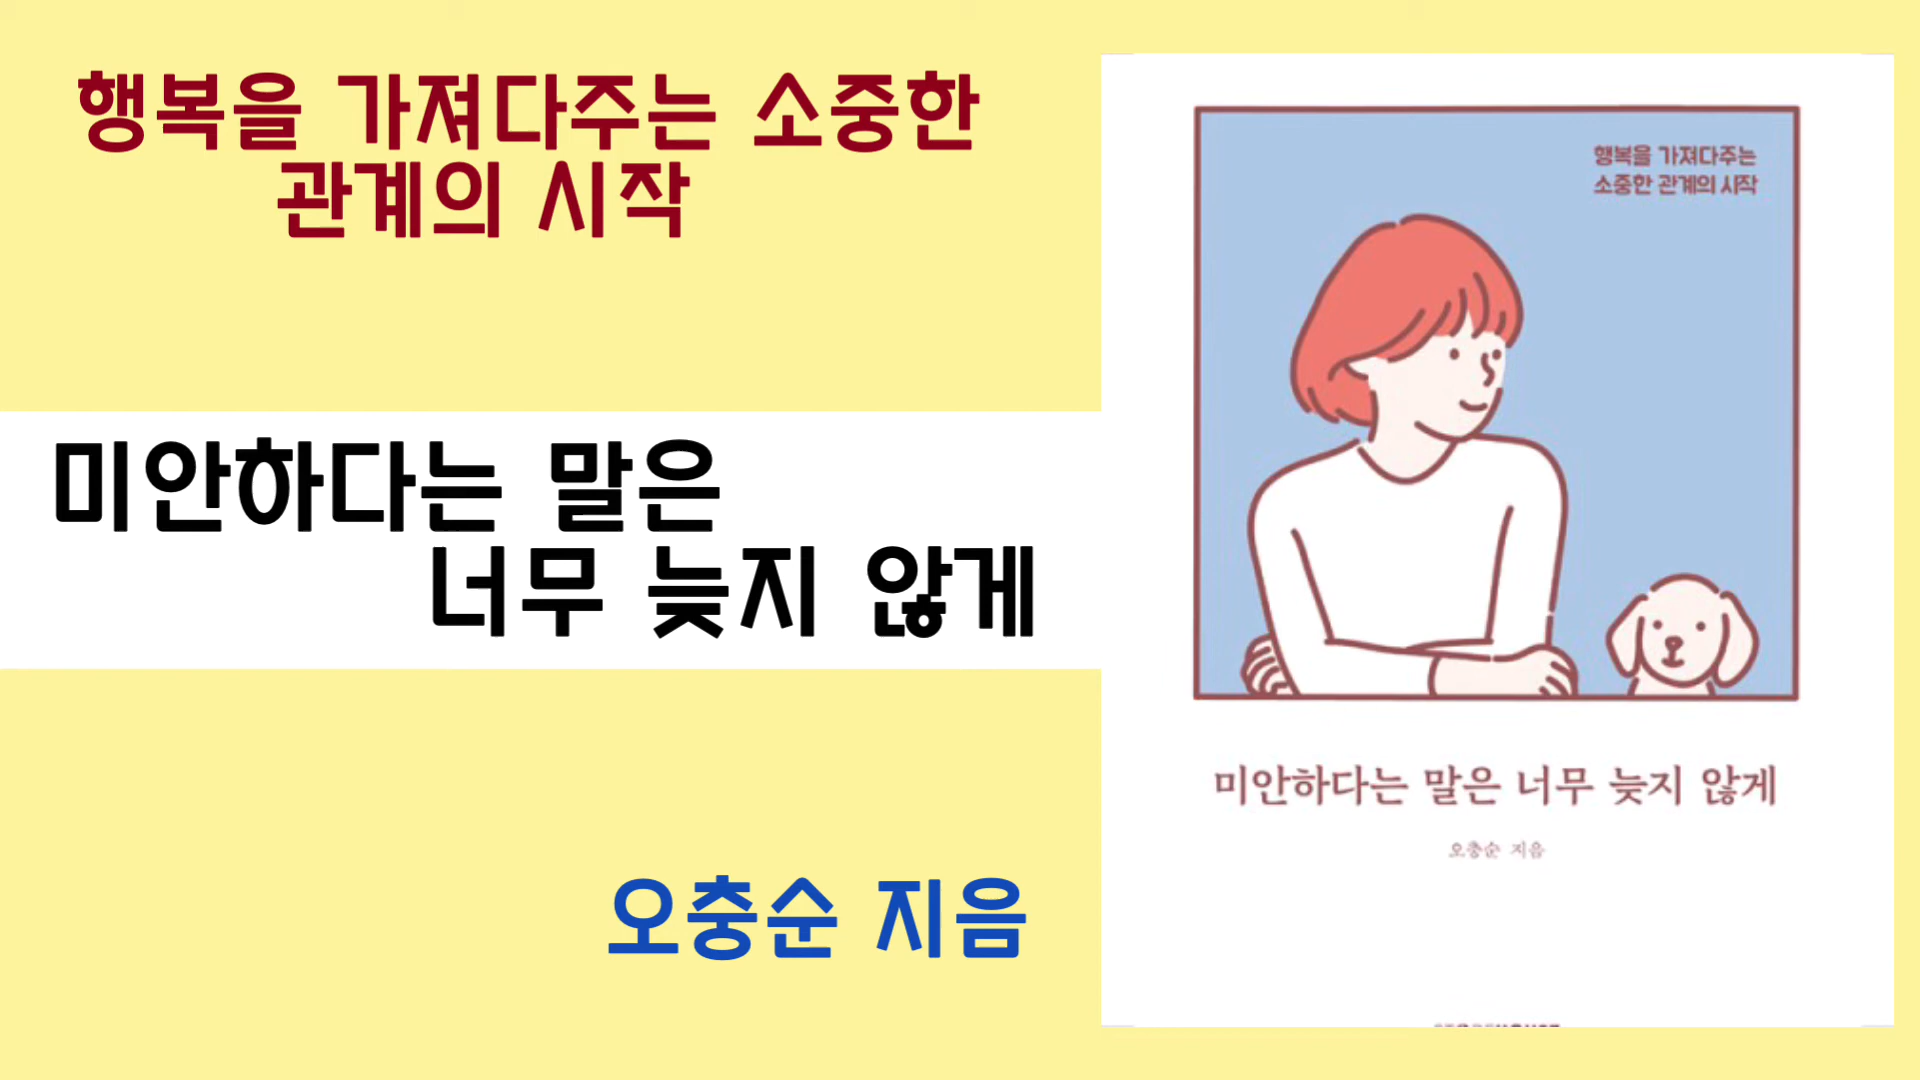 행복을 가져다주는 소중한
관계의 시작
미안하다는 말은
너무 늦지 않게
오충순 지음
행복을 가져다주는
소중한 관계의 시작
미안하다는 말은 너무 늦지 않게
오충순 지음